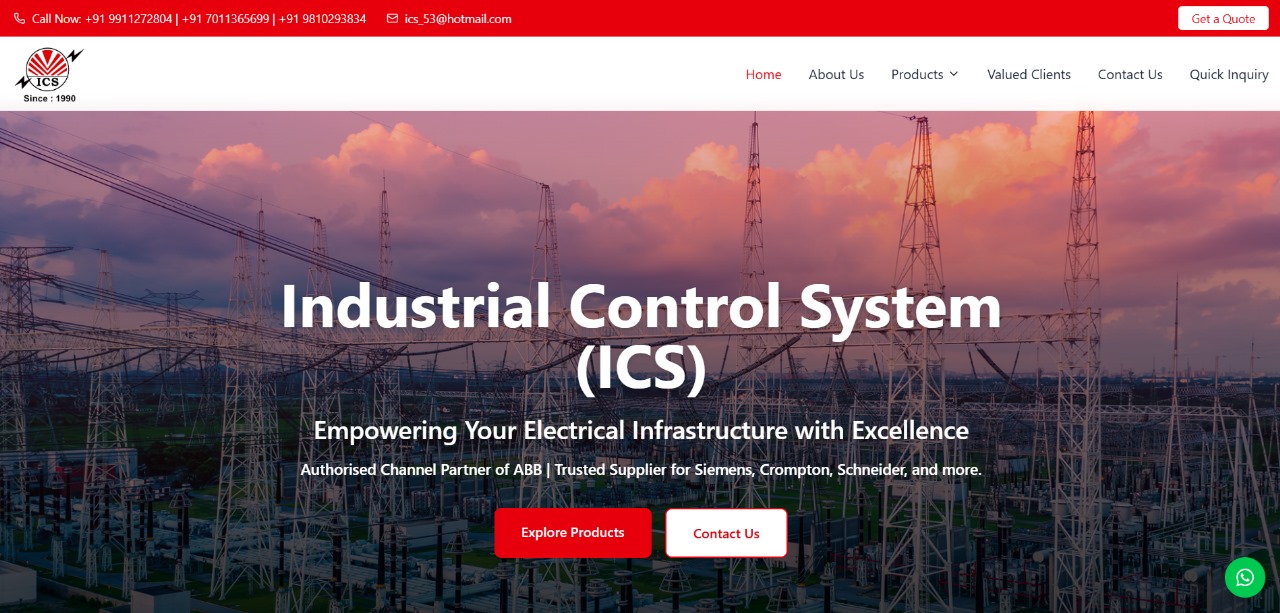 Call Now: +91 9911272804 | +91 7011365699 | +91 9810293834 ics_53@hotmail.com Get a Quote
ICS
Since : 1990
Home About Us Products Valued Clients Contact Us Quick Inquiry
Industrial Control System
(ICS)
Empowering Your Electrical Infrastructure with Excellence
Authorised Channel Partner of ABB | Trusted Supplier for Siemens, Crompton, Schneider, and more.
Explore Products Contact Us